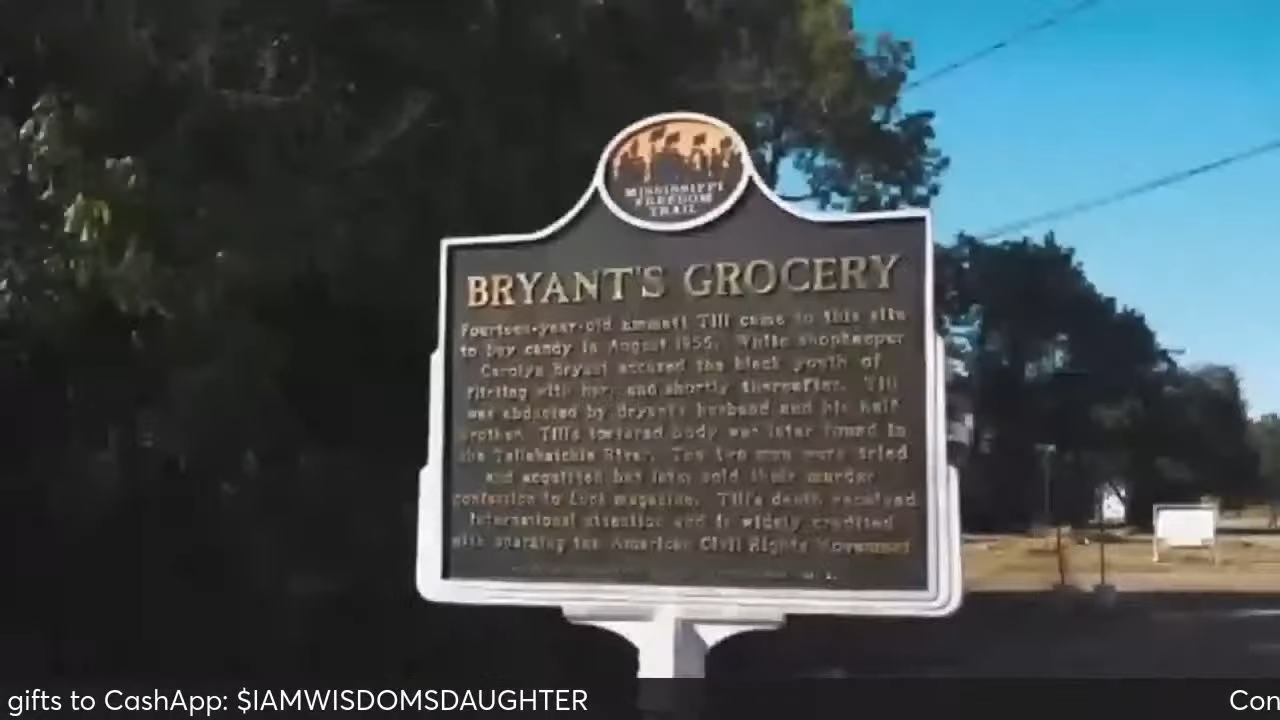 MISSISSIPPI
FREEDOM
TRAIL
BRYANT'S GROCERY
Fourteen-year-old Emmett Till came to this site
to buy candy in August 1955. White shopkeeper
Carolyn Bryant accused the black youth of
flirting with her, and shortly thereafter, Till
was abducted by Bryant's husband and his half
brother. Till's tortured body was later found in
the Tallahatchie River. The two men were tried
and acquitted but later sold their murder
confession to Look magazine. Till's death received
international attention and is widely credited
with sparking the American Civil Rights Movement
gifts to CashApp: $IAMWISDOMSDAUGHTER
Con